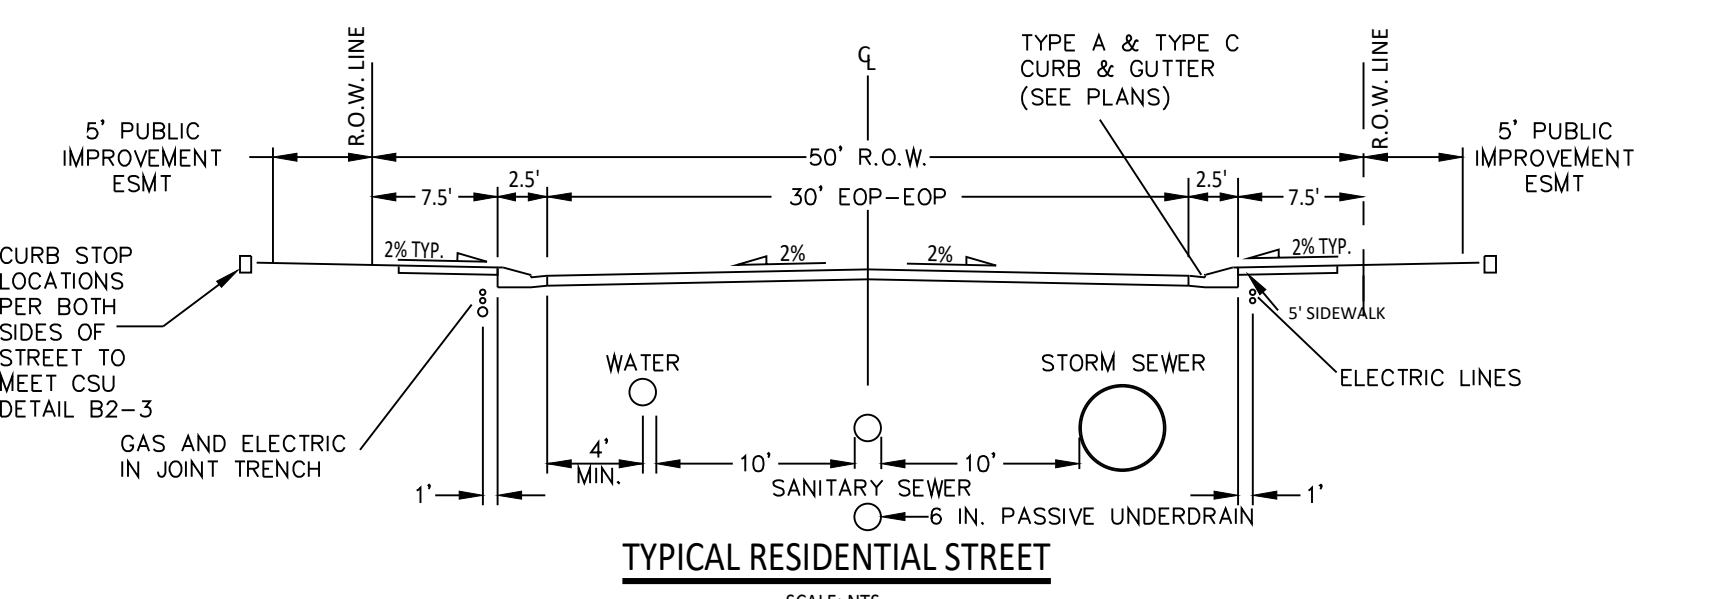 R.O.W. LINE
℄
TYPE A & TYPE C
CURB & GUTTER
(SEE PLANS)
R.O.W. LINE
5' PUBLIC
IMPROVEMENT
ESMT
50' R.O.W.
5' PUBLIC
IMPROVEMENT
ESMT
7.5'
2.5'
30' EOP-EOP
2.5'
7.5'
2% TYP.
2%
2%
2% TYP.
CURB STOP
LOCATIONS
PER BOTH
SIDES OF
STREET TO
MEET CSU
DETAIL B2-3
5' SIDEWALK
WATER
STORM SEWER
ELECTRIC LINES
GAS AND ELECTRIC
IN JOINT TRENCH
4'
MIN.
10'
10'
SANITARY SEWER
1'
1'
6 IN. PASSIVE UNDERDRAIN
TYPICAL RESIDENTIAL STREET
SCALE: NTS